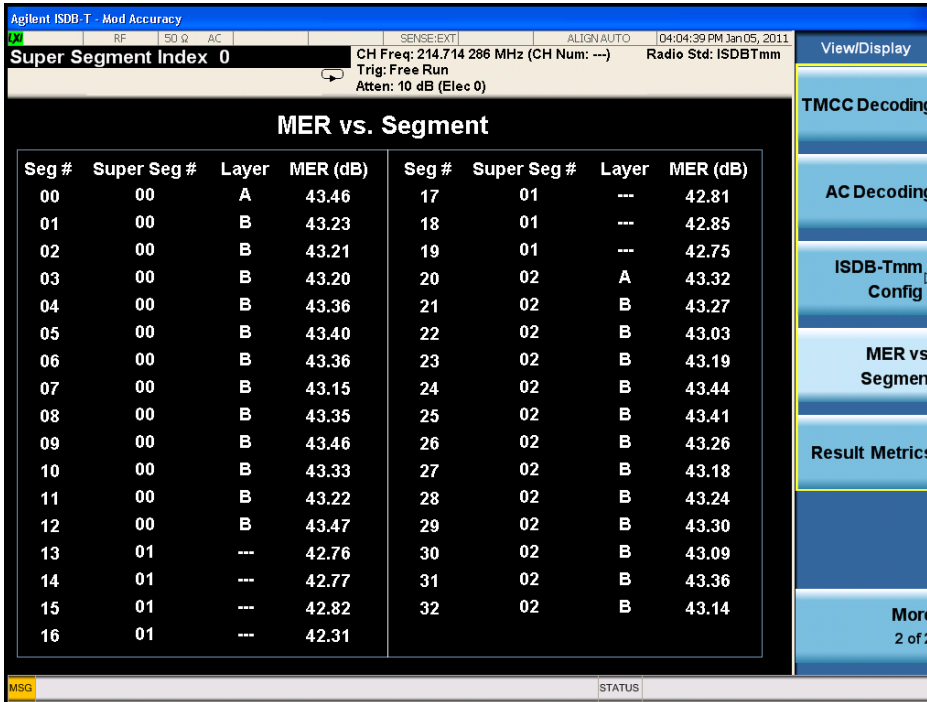 Agilent ISDB-T - Mod Accuracy
LXI RF 50 Ω AC SENSE:EXT ALIGN AUTO 04:04:39 PM Jan 05, 2011
Super Segment Index 0
CH Freq: 214.714 286 MHz (CH Num: ---) Radio Std: ISDBTmm
Trig: Free Run
Atten: 10 dB (Elec 0)
MER vs. Segment
Seg # Super Seg # Layer MER (dB) Seg # Super Seg # Layer MER (dB)
00 00 A 43.46 17 01 --- 42.81
01 00 B 43.23 18 01 --- 42.85
02 00 B 43.21 19 01 --- 42.75
03 00 B 43.20 20 02 A 43.32
04 00 B 43.36 21 02 B 43.27
05 00 B 43.40 22 02 B 43.03
06 00 B 43.36 23 02 B 43.19
07 00 B 43.15 24 02 B 43.44
08 00 B 43.35 25 02 B 43.41
09 00 B 43.46 26 02 B 43.26
10 00 B 43.33 27 02 B 43.18
11 00 B 43.22 28 02 B 43.24
12 00 B 43.47 29 02 B 43.30
13 01 --- 42.76 30 02 B 43.09
14 01 --- 42.77 31 02 B 43.36
15 01 --- 42.82 32 02 B 43.14
16 01 --- 42.31
View/Display
TMCC Decoding
AC Decoding
ISDB-Tmm
Config
MER vs
Segmen
Result Metrics
More
2 of 2
MSG STATUS